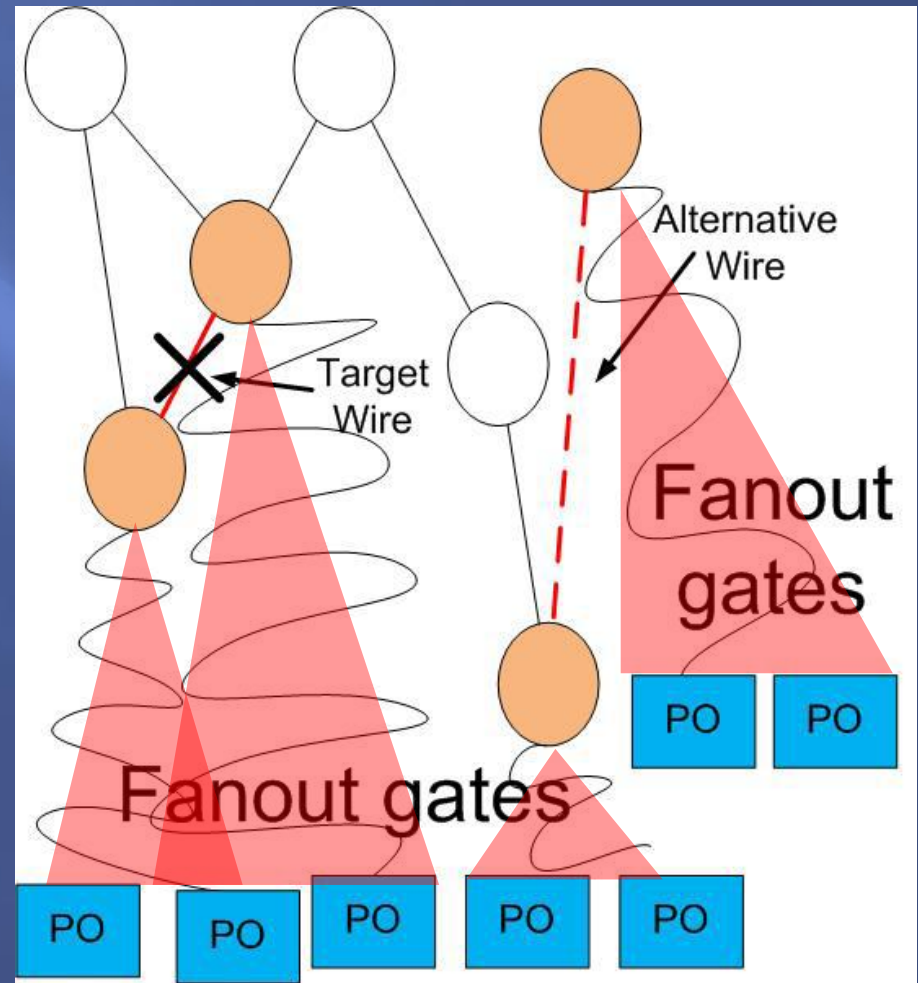 Alternative
Wire
Target
Wire
Fanout
gates
PO
PO
Fanout gates
PO
PO
PO
PO
PO